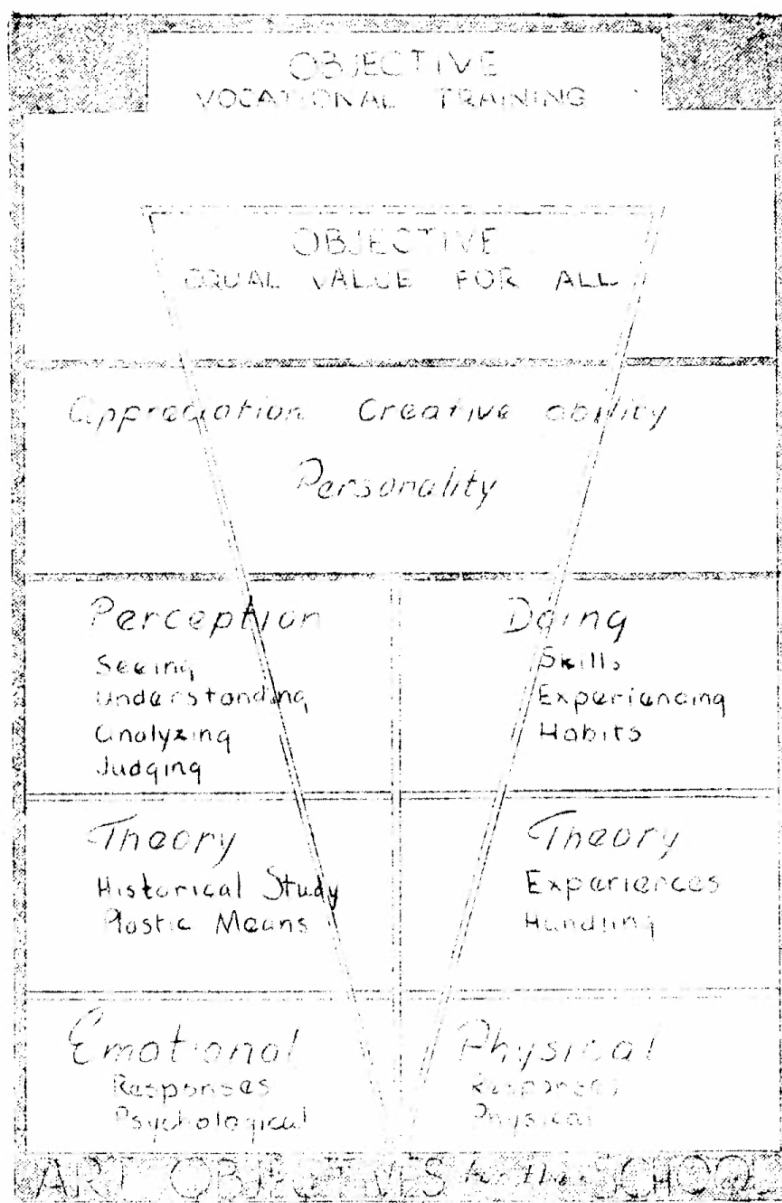 OBJECTIVE
VOCATIONAL TRAINING
OBJECTIVE
EQUAL VALUE FOR ALL
Appreciation Creative ability
Personality
Perception
Seeing
Understanding
Analyzing
Judging
Doing
Skills
Experiencing
Habits
Theory
Historical Study
Plastic Means
Theory
Experiences
Handling
Emotional
Responses
Psychological
Physical
Responses
Physical
ART OBJECTIVES for the SCHOOL